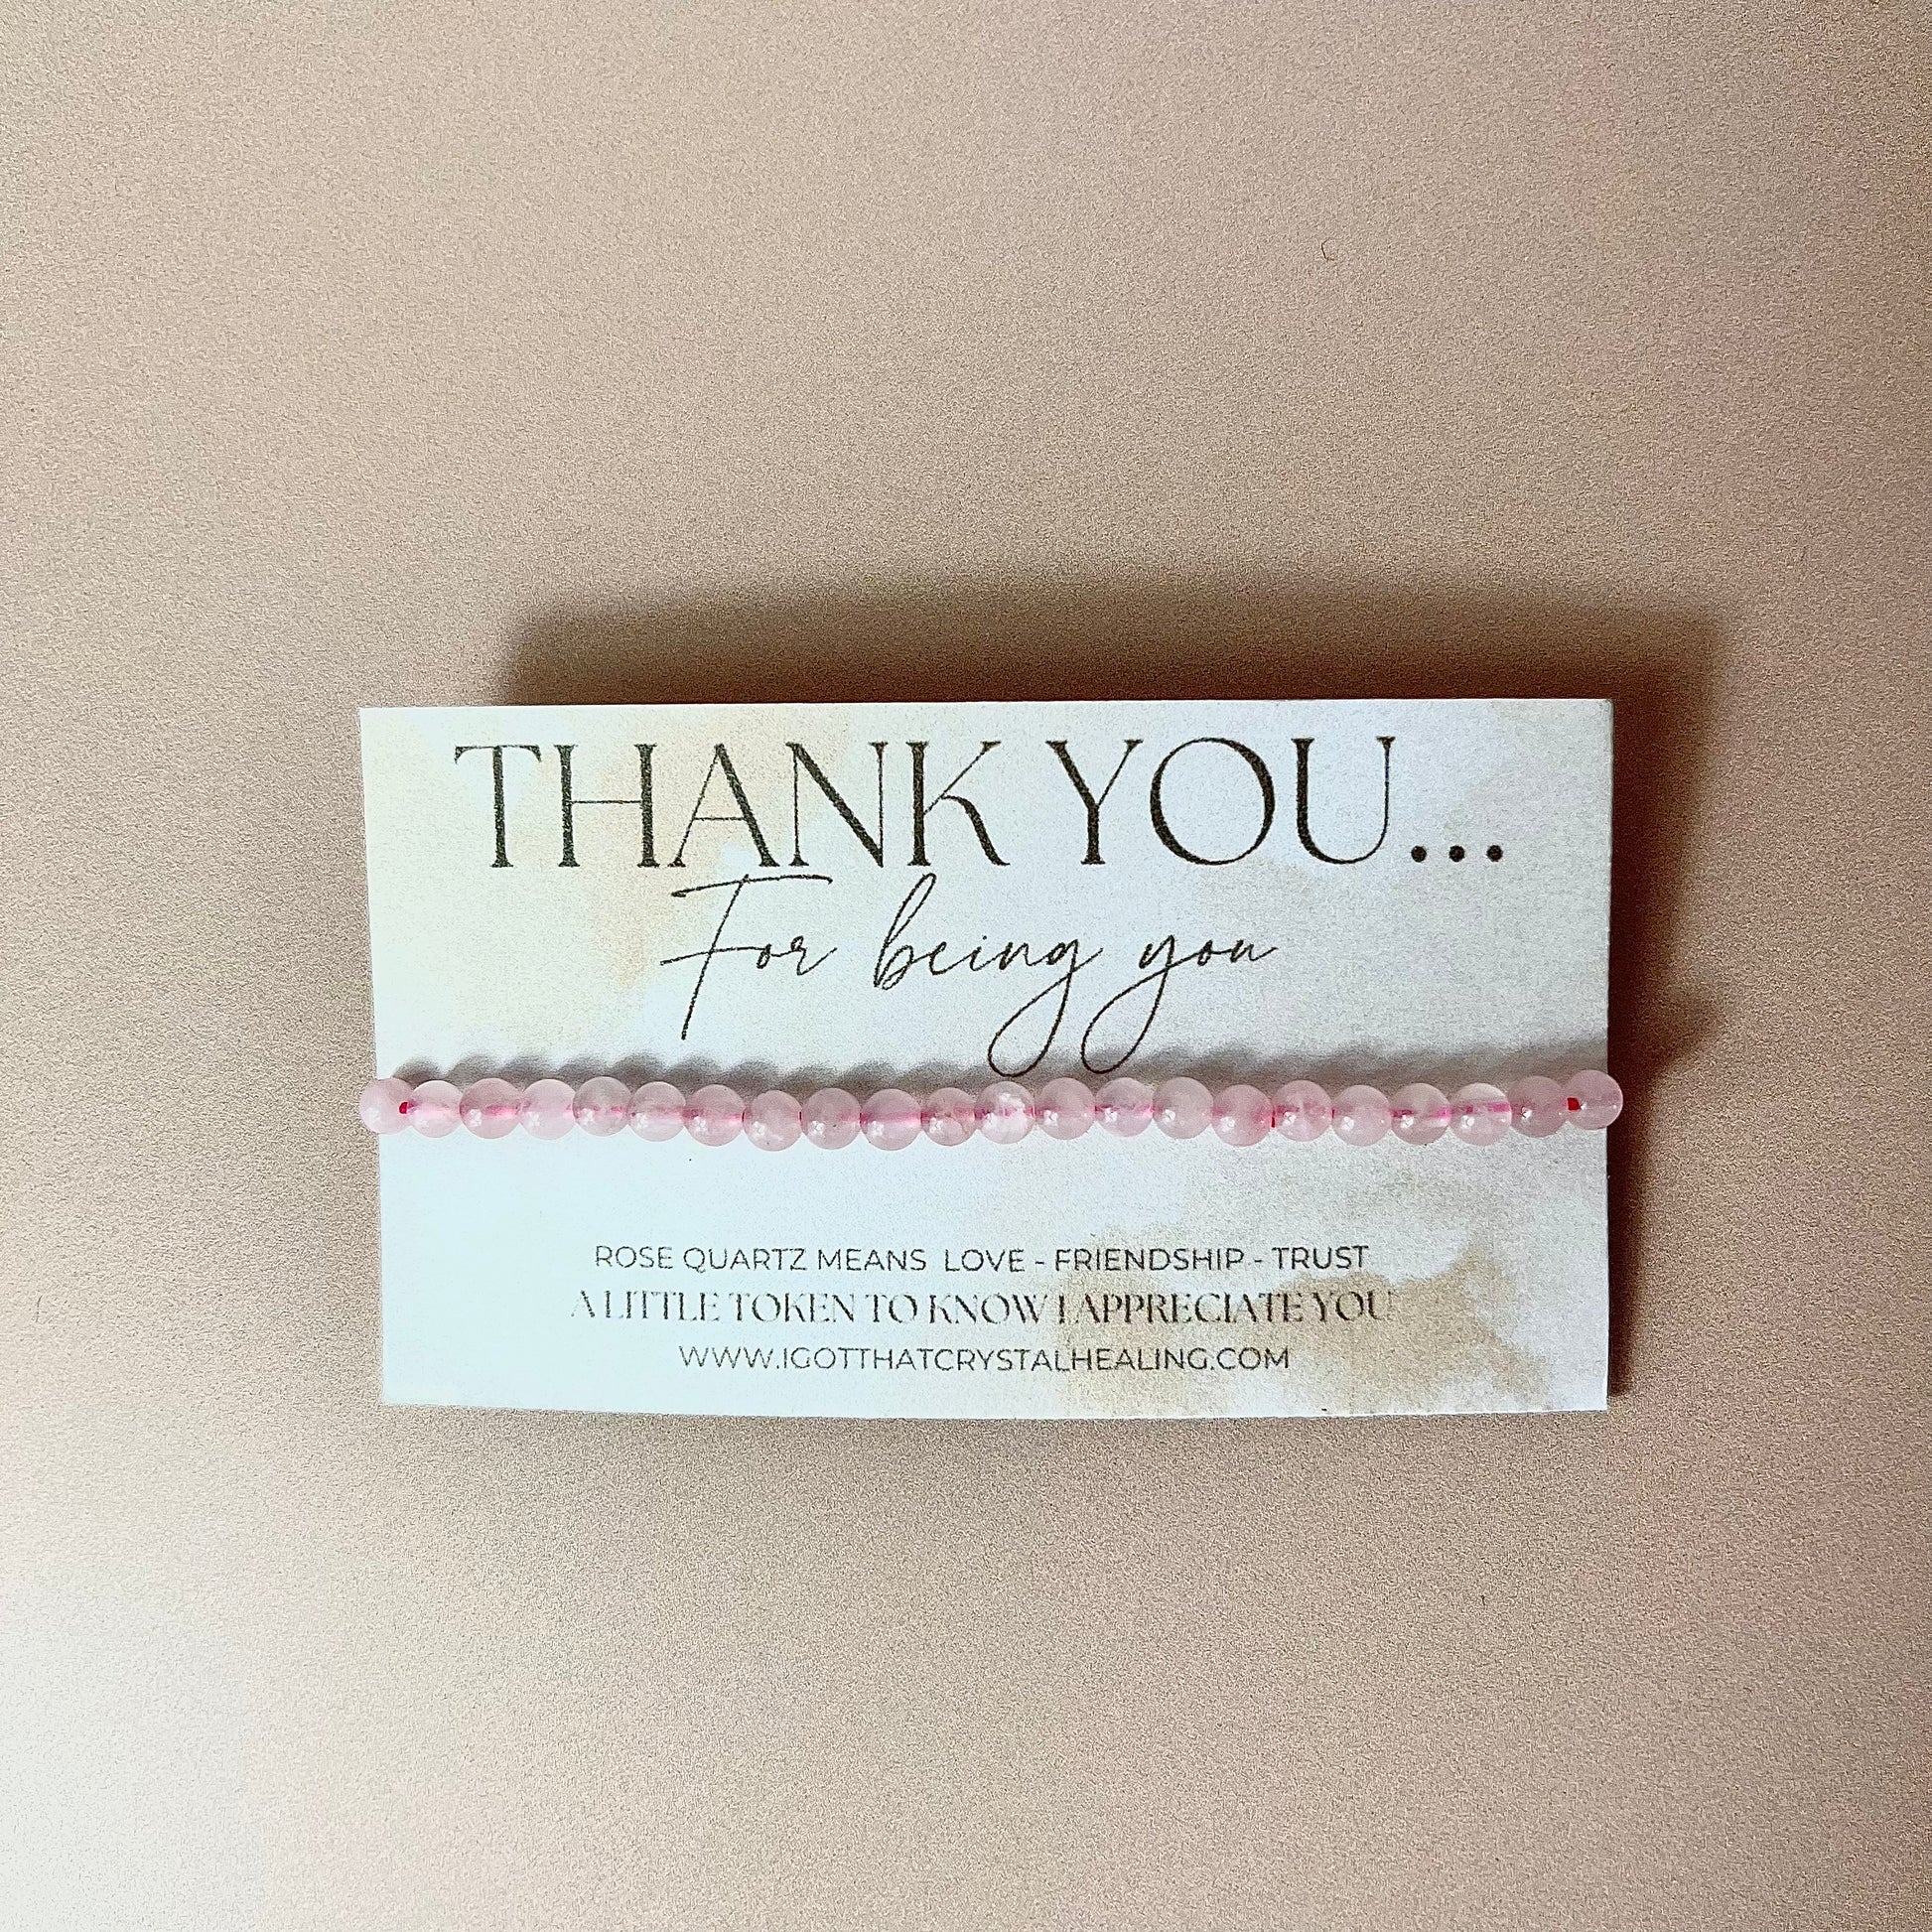 THANK YOU...
For being you
ROSE QUARTZ MEANS LOVE - FRIENDSHIP - TRUST
A LITTLE TOKEN TO KNOW I APPRECIATE YOU
WWW.IGOTTHATCRYSTALHEALING.COM